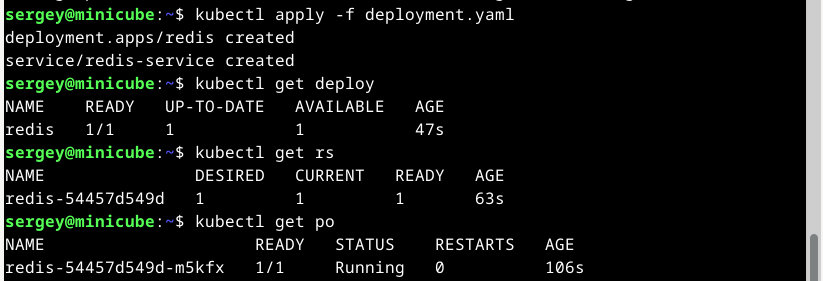 sergey@minicube:~$ kubectl apply -f deployment.yaml
deployment.apps/redis created
service/redis-service created
sergey@minicube:~$ kubectl get deploy
NAME    READY   UP-TO-DATE   AVAILABLE   AGE
redis   1/1     1            1           47s
sergey@minicube:~$ kubectl get rs
NAME               DESIRED   CURRENT   READY   AGE
redis-54457d549d   1         1         1       63s
sergey@minicube:~$ kubectl get po
NAME                     READY   STATUS    RESTARTS   AGE
redis-54457d549d-m5kfx   1/1     Running   0          106s